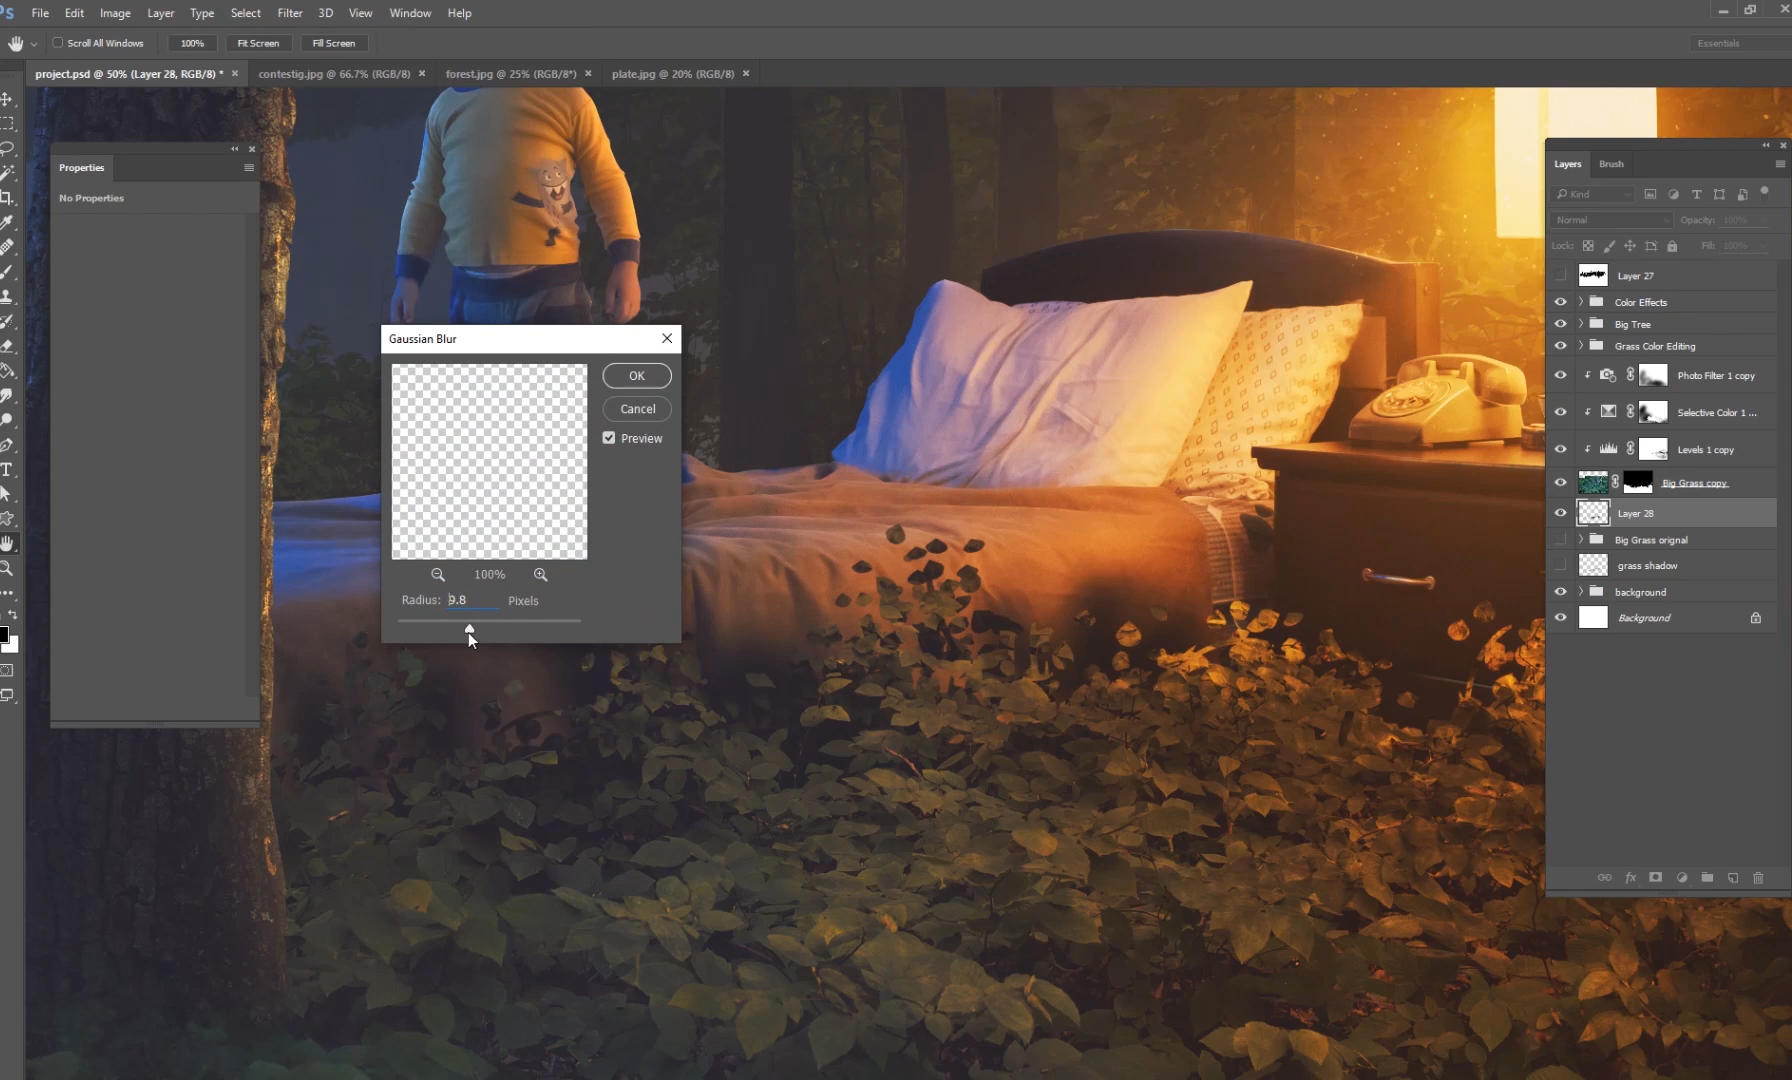 Ps File Edit Image Layer Type Select Filter 3D View Window Help
Scroll All Windows 100% Fit Screen Fill Screen Essentials
project.psd @ 50% (Layer 28, RGB/8) * contestig.jpg @ 66.7% (RGB/8) forest.jpg @ 25% (RGB/8*) plate.jpg @ 20% (RGB/8)
Properties
No Properties
Gaussian Blur
OK
Cancel
Preview
100%
Radius: 9.8 Pixels
Layers Brush
Kind
Normal Opacity: 100%
Lock: Fill: 100%
Layer 27
Color Effects
Big Tree
Grass Color Editing
Photo Filter 1 copy
Selective Color 1 ...
Levels 1 copy
Big Grass copy
Layer 28
Big Grass orignal
grass shadow
background
Background
fx